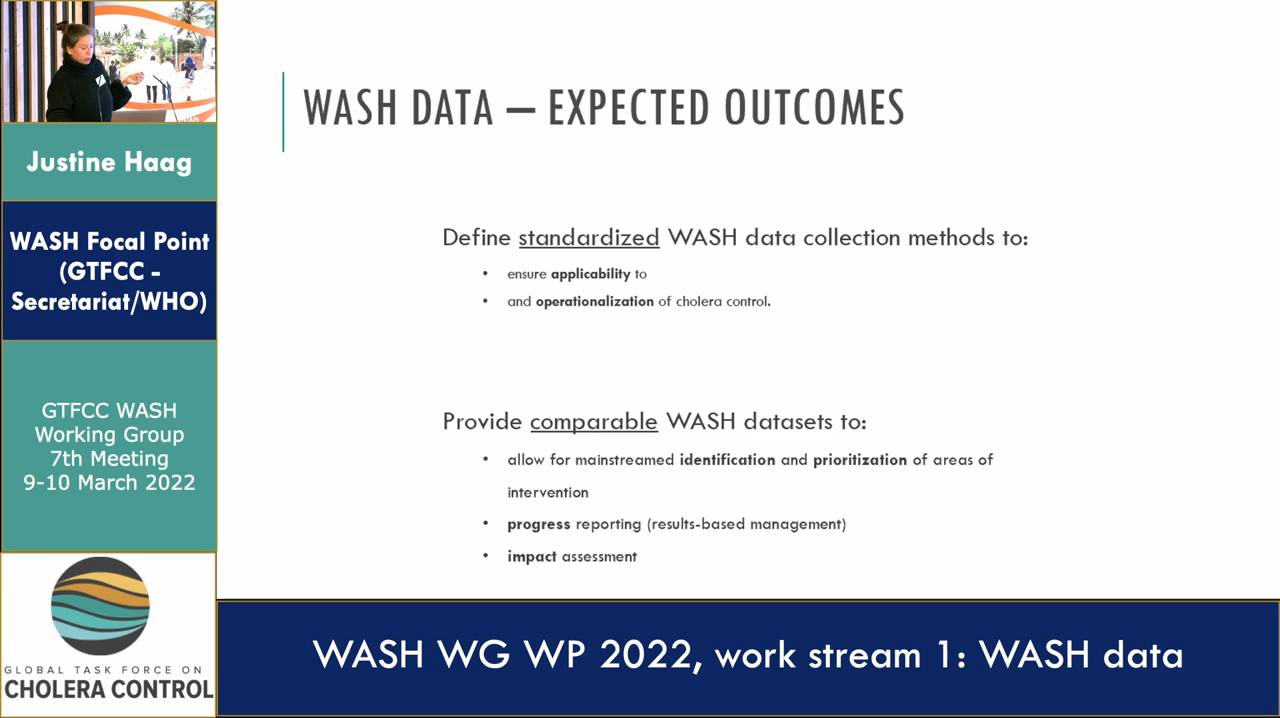 Justine Haag
WASH Focal Point
(GTFCC -
Secretariat/WHO)
GTFCC WASH
Working Group
7th Meeting
9-10 March 2022
GLOBAL TASK FORCE ON
CHOLERA CONTROL
WASH DATA – EXPECTED OUTCOMES
Define standardized WASH data collection methods to:
• ensure applicability to
• and operationalization of cholera control.
Provide comparable WASH datasets to:
• allow for mainstreamed identification and prioritization of areas of
intervention
• progress reporting (results-based management)
• impact assessment
WASH WG WP 2022, work stream 1: WASH data